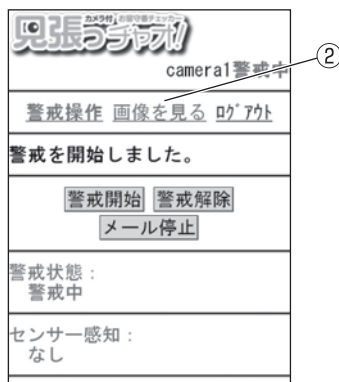 カメラ付 お留守番チェッカー
見張っチャオ!
camera1警戒中
②
警戒操作 画像を見る ﾛｸﾞｱｳﾄ
警戒を開始しました。
警戒開始 警戒解除
メール停止
警戒状態:
警戒中
センサー感知:
なし